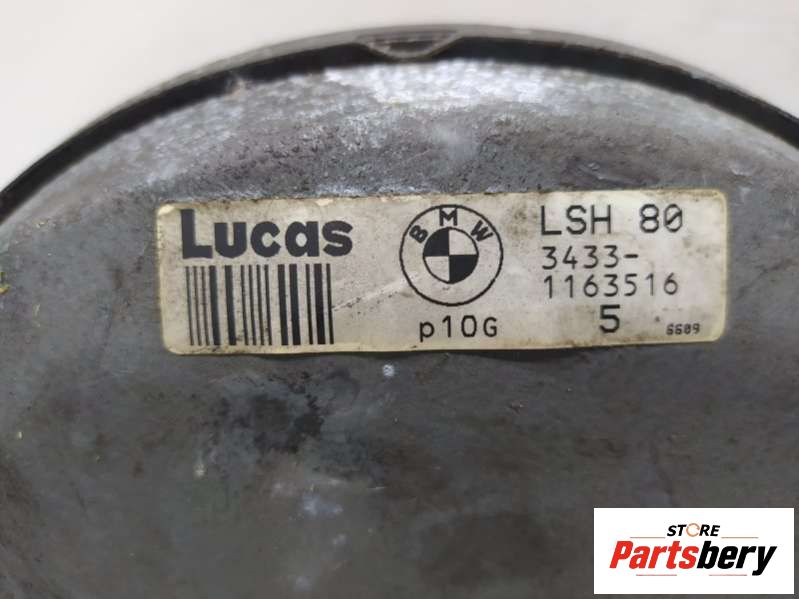 Lucas
BMW
p10G
LSH 80
3433-
1163516
5
6609
STORE
Partsbery